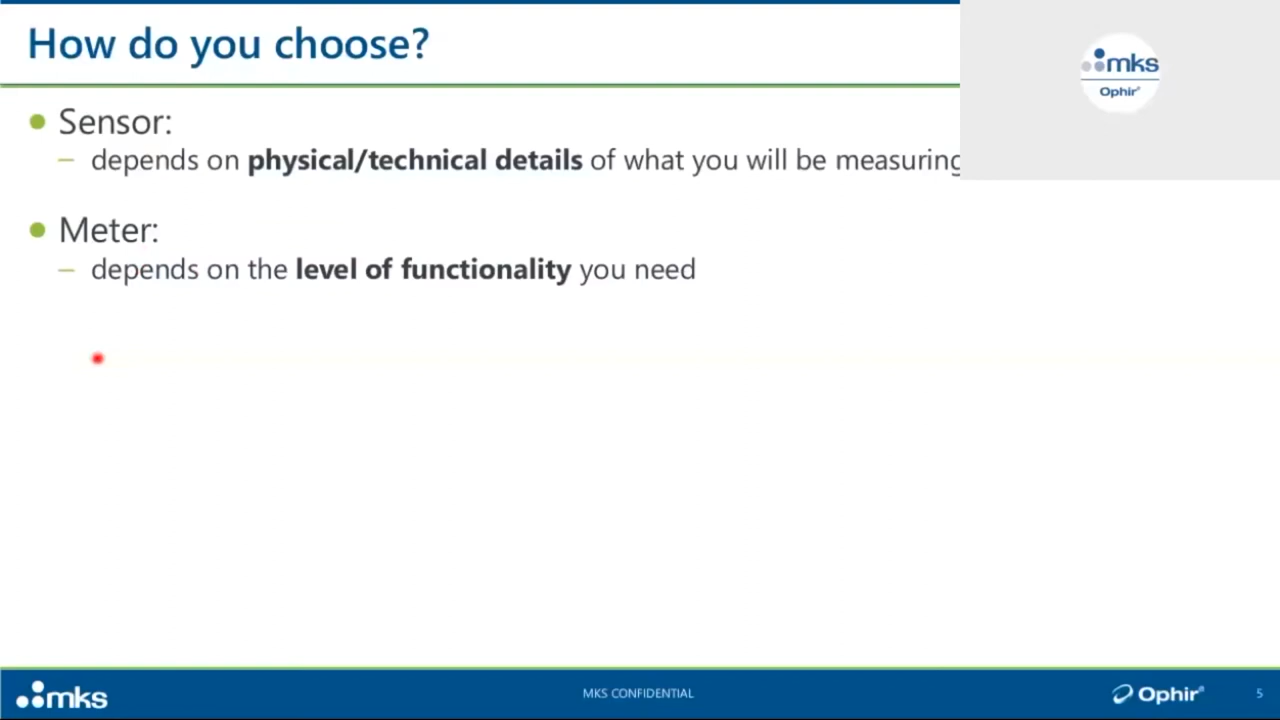 How do you choose?
mks
Ophir®
Sensor:
– depends on physical/technical details of what you will be measuring
Meter:
– depends on the level of functionality you need
mks
MKS CONFIDENTIAL
Ophir®
5